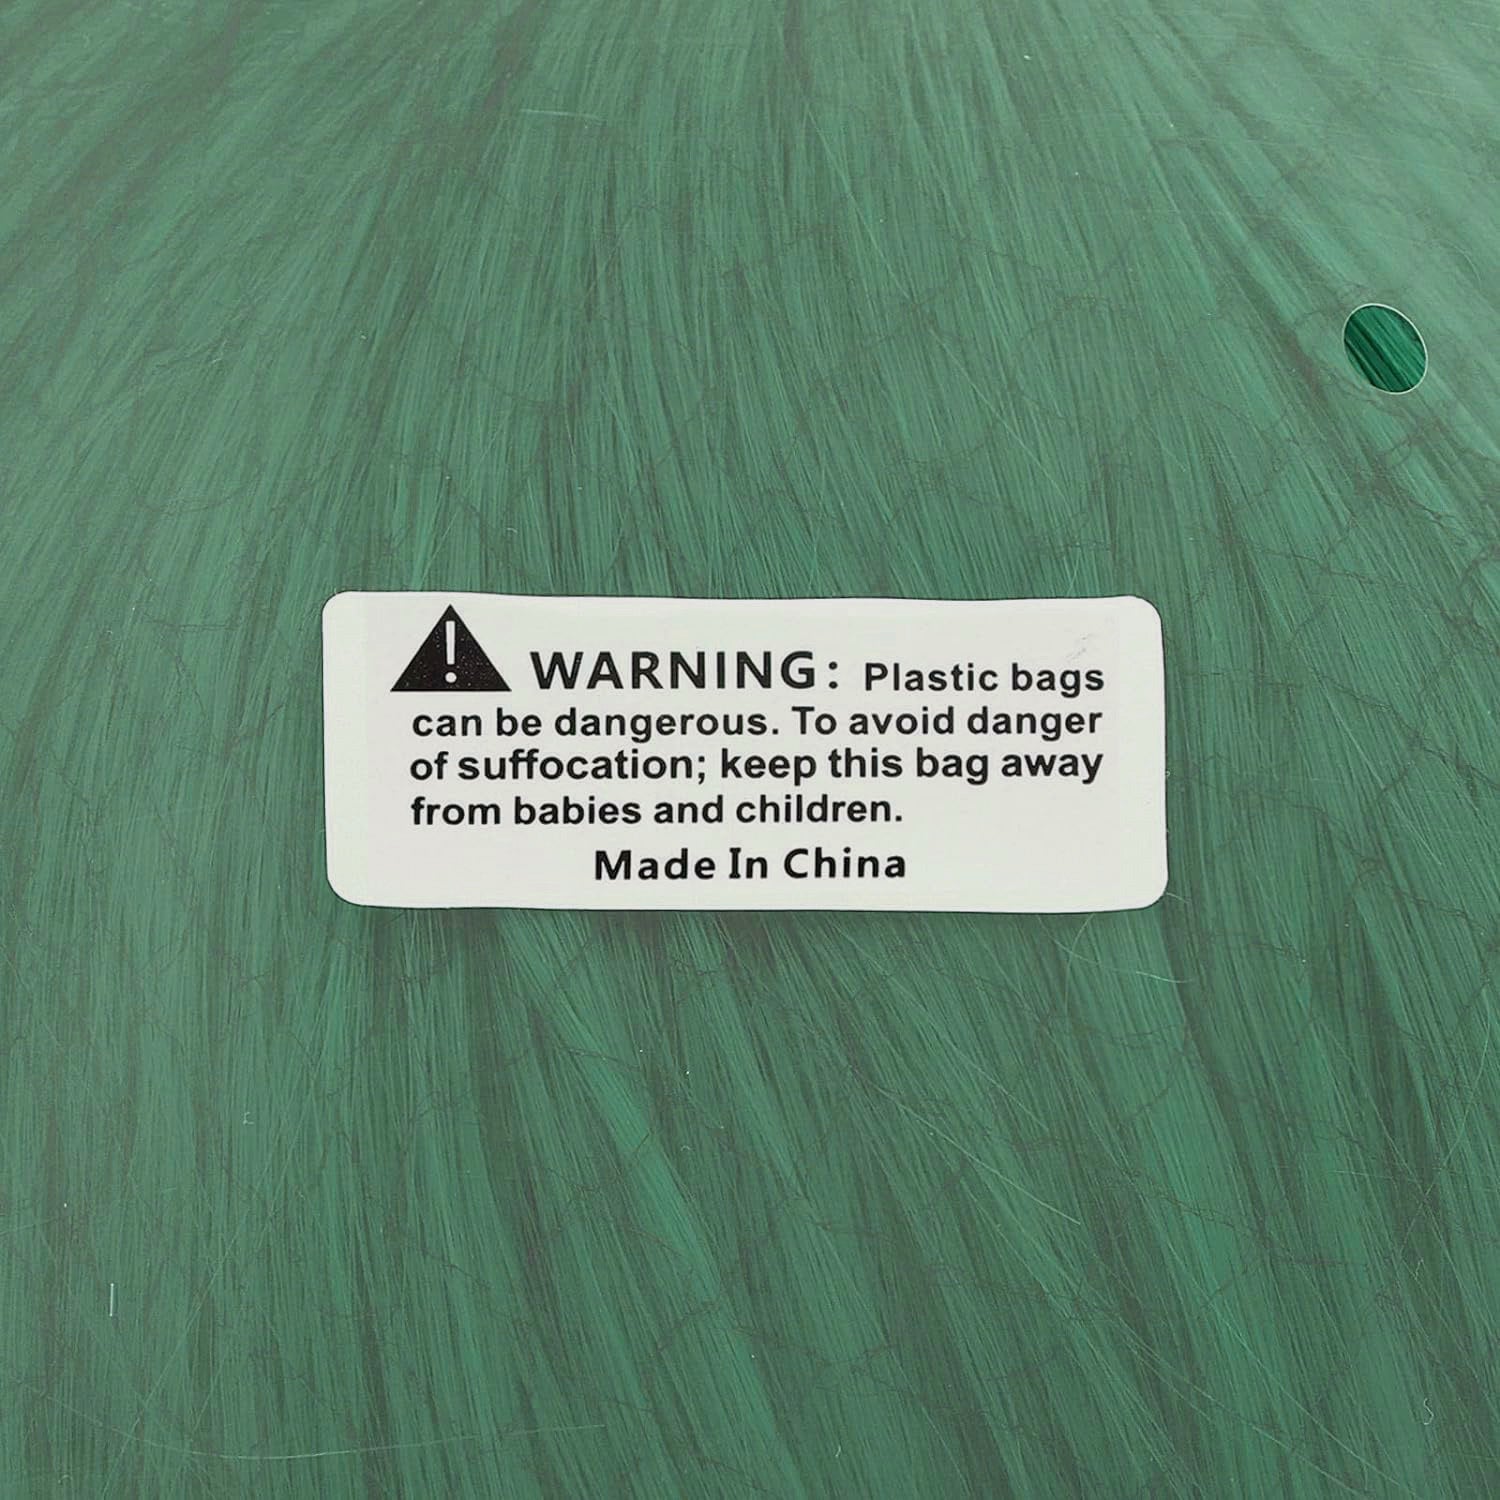 WARNING: Plastic bags
can be dangerous. To avoid danger
of suffocation; keep this bag away
from babies and children.
Made In China